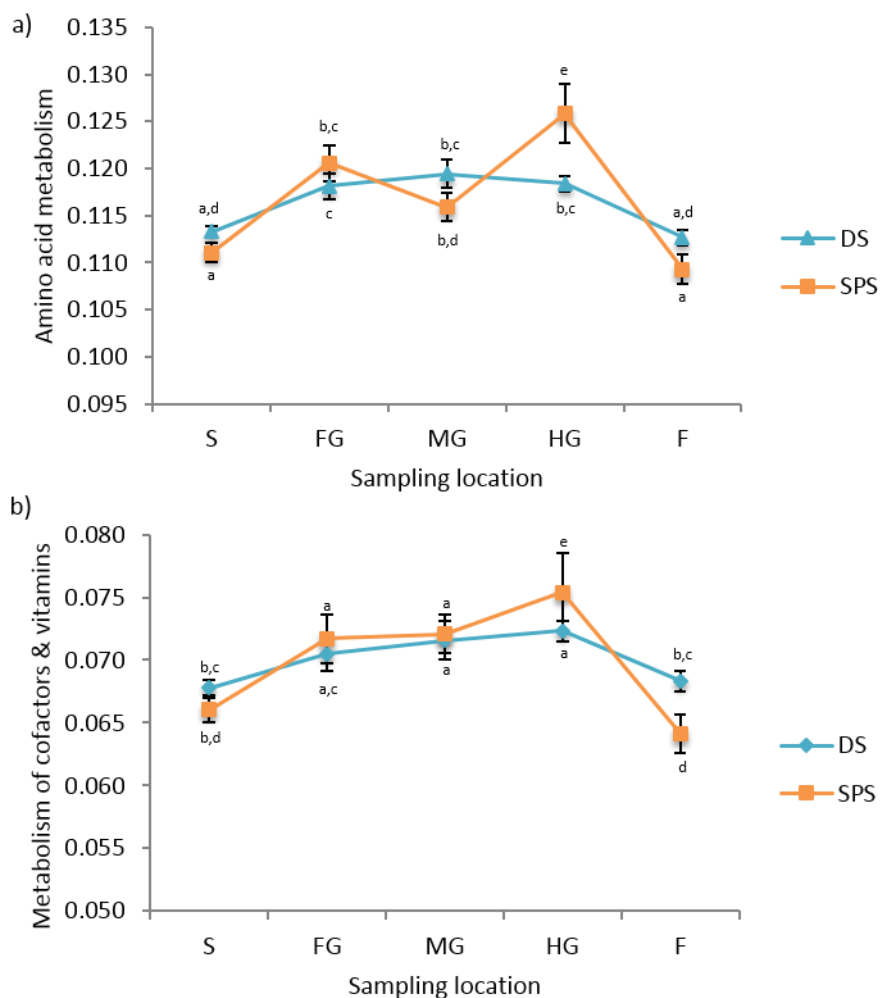 a)
Amino acid metabolism
0.135
0.130
0.125
0.120
0.115
0.110
0.105
0.100
0.095
a,d
a
b,c
c
b,c
b,d
e
b,c
a,d
a
S FG MG HG F
Sampling location
DS
SPS
b)
Metabolism of cofactors & vitamins
0.080
0.075
0.070
0.065
0.060
0.055
0.050
b,c
b,d
a
a,c
a
a
e
a
b,c
d
S FG MG HG F
Sampling location
DS
SPS